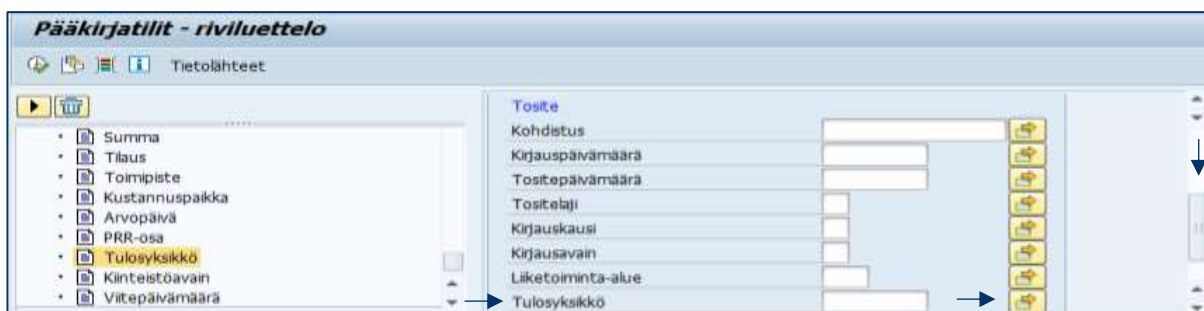 Pääkirjatilit - riviluettelo
Tietolähteet
Summa
Tilaus
Toimipiste
Kustannuspaikka
Arvopäivä
PRR-osa
Tulosyksikkö
Kiinteistöavain
Viitepäivämäärä
Tosite
Kohdistus
Kirjauspäivämäärä
Tositepäivämäärä
Tositelaji
Kirjauskausi
Kirjausavain
Liiketoiminta-alue
Tulosyksikkö